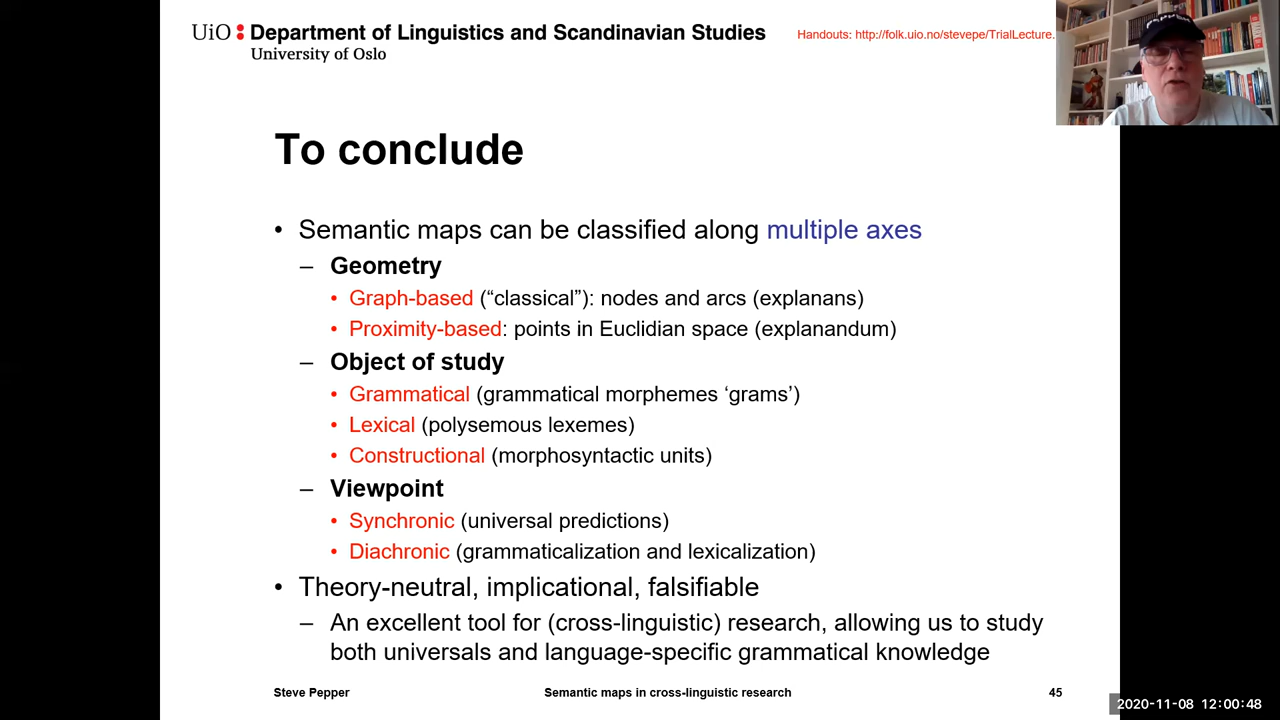 UiO : Department of Linguistics and Scandinavian Studies
University of Oslo
Handouts: http://folk.uio.no/stevepe/TrialLecture.
PEPPER
To conclude
• Semantic maps can be classified along multiple axes
– Geometry
• Graph-based (“classical”): nodes and arcs (explanans)
• Proximity-based: points in Euclidian space (explanandum)
– Object of study
• Grammatical (grammatical morphemes ‘grams’)
• Lexical (polysemous lexemes)
• Constructional (morphosyntactic units)
– Viewpoint
• Synchronic (universal predictions)
• Diachronic (grammaticalization and lexicalization)
• Theory-neutral, implicational, falsifiable
– An excellent tool for (cross-linguistic) research, allowing us to study
both universals and language-specific grammatical knowledge
Steve Pepper
Semantic maps in cross-linguistic research
45
2020-11-08 12:00:48